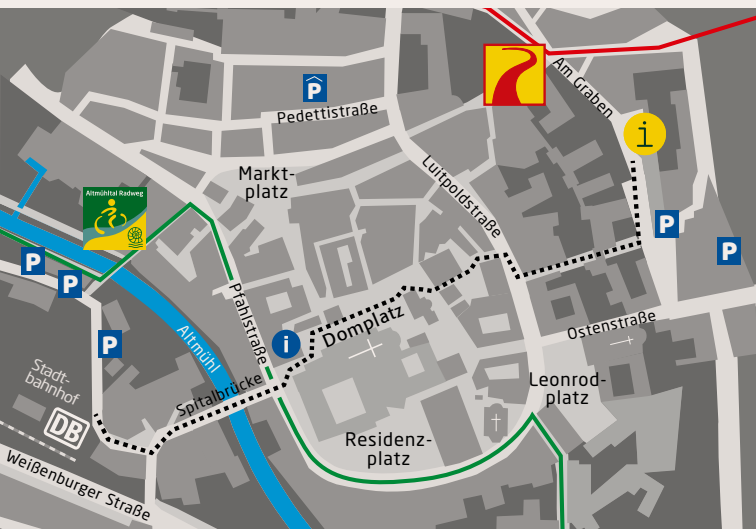 Am Graben
P
Pedettistraße
i
Luitpoldstraße
Markt-
platz
Altmühltal Radweg
P
P
P
P
P
Pfahlstraße
i
Domplatz
Ostenstraße
Altmühl
Stadt-
bahnhof
DB
Spitalbrücke
Leonrod-
platz
Residenz-
platz
Weißenburger Straße